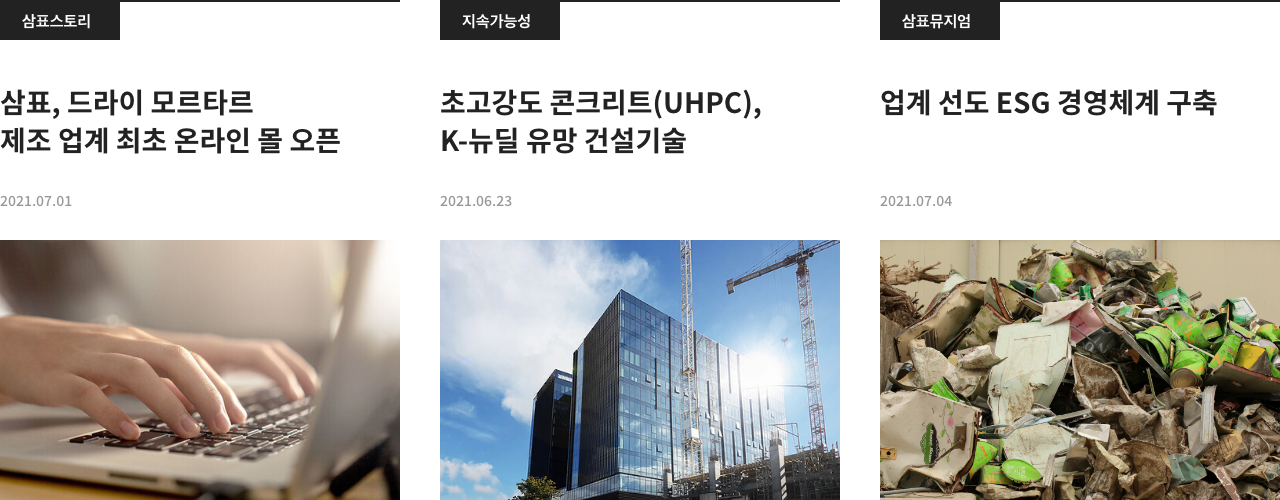 삼표스토리
삼표, 드라이 모르타르
제조 업계 최초 온라인 몰 오픈
2021.07.01
지속가능성
초고강도 콘크리트(UHPC),
K-뉴딜 유망 건설기술
2021.06.23
삼표뮤지엄
업계 선도 ESG 경영체계 구축
2021.07.04